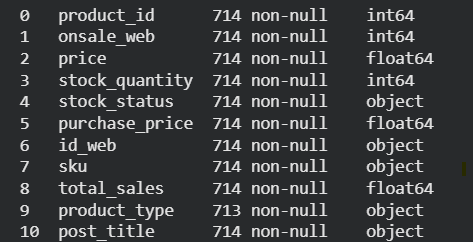 0 product_id 714 non-null int64
1 onsale_web 714 non-null int64
2 price 714 non-null float64
3 stock_quantity 714 non-null int64
4 stock_status 714 non-null object
5 purchase_price 714 non-null float64
6 id_web 714 non-null object
7 sku 714 non-null object
8 total_sales 714 non-null float64
9 product_type 713 non-null object
10 post_title 714 non-null object